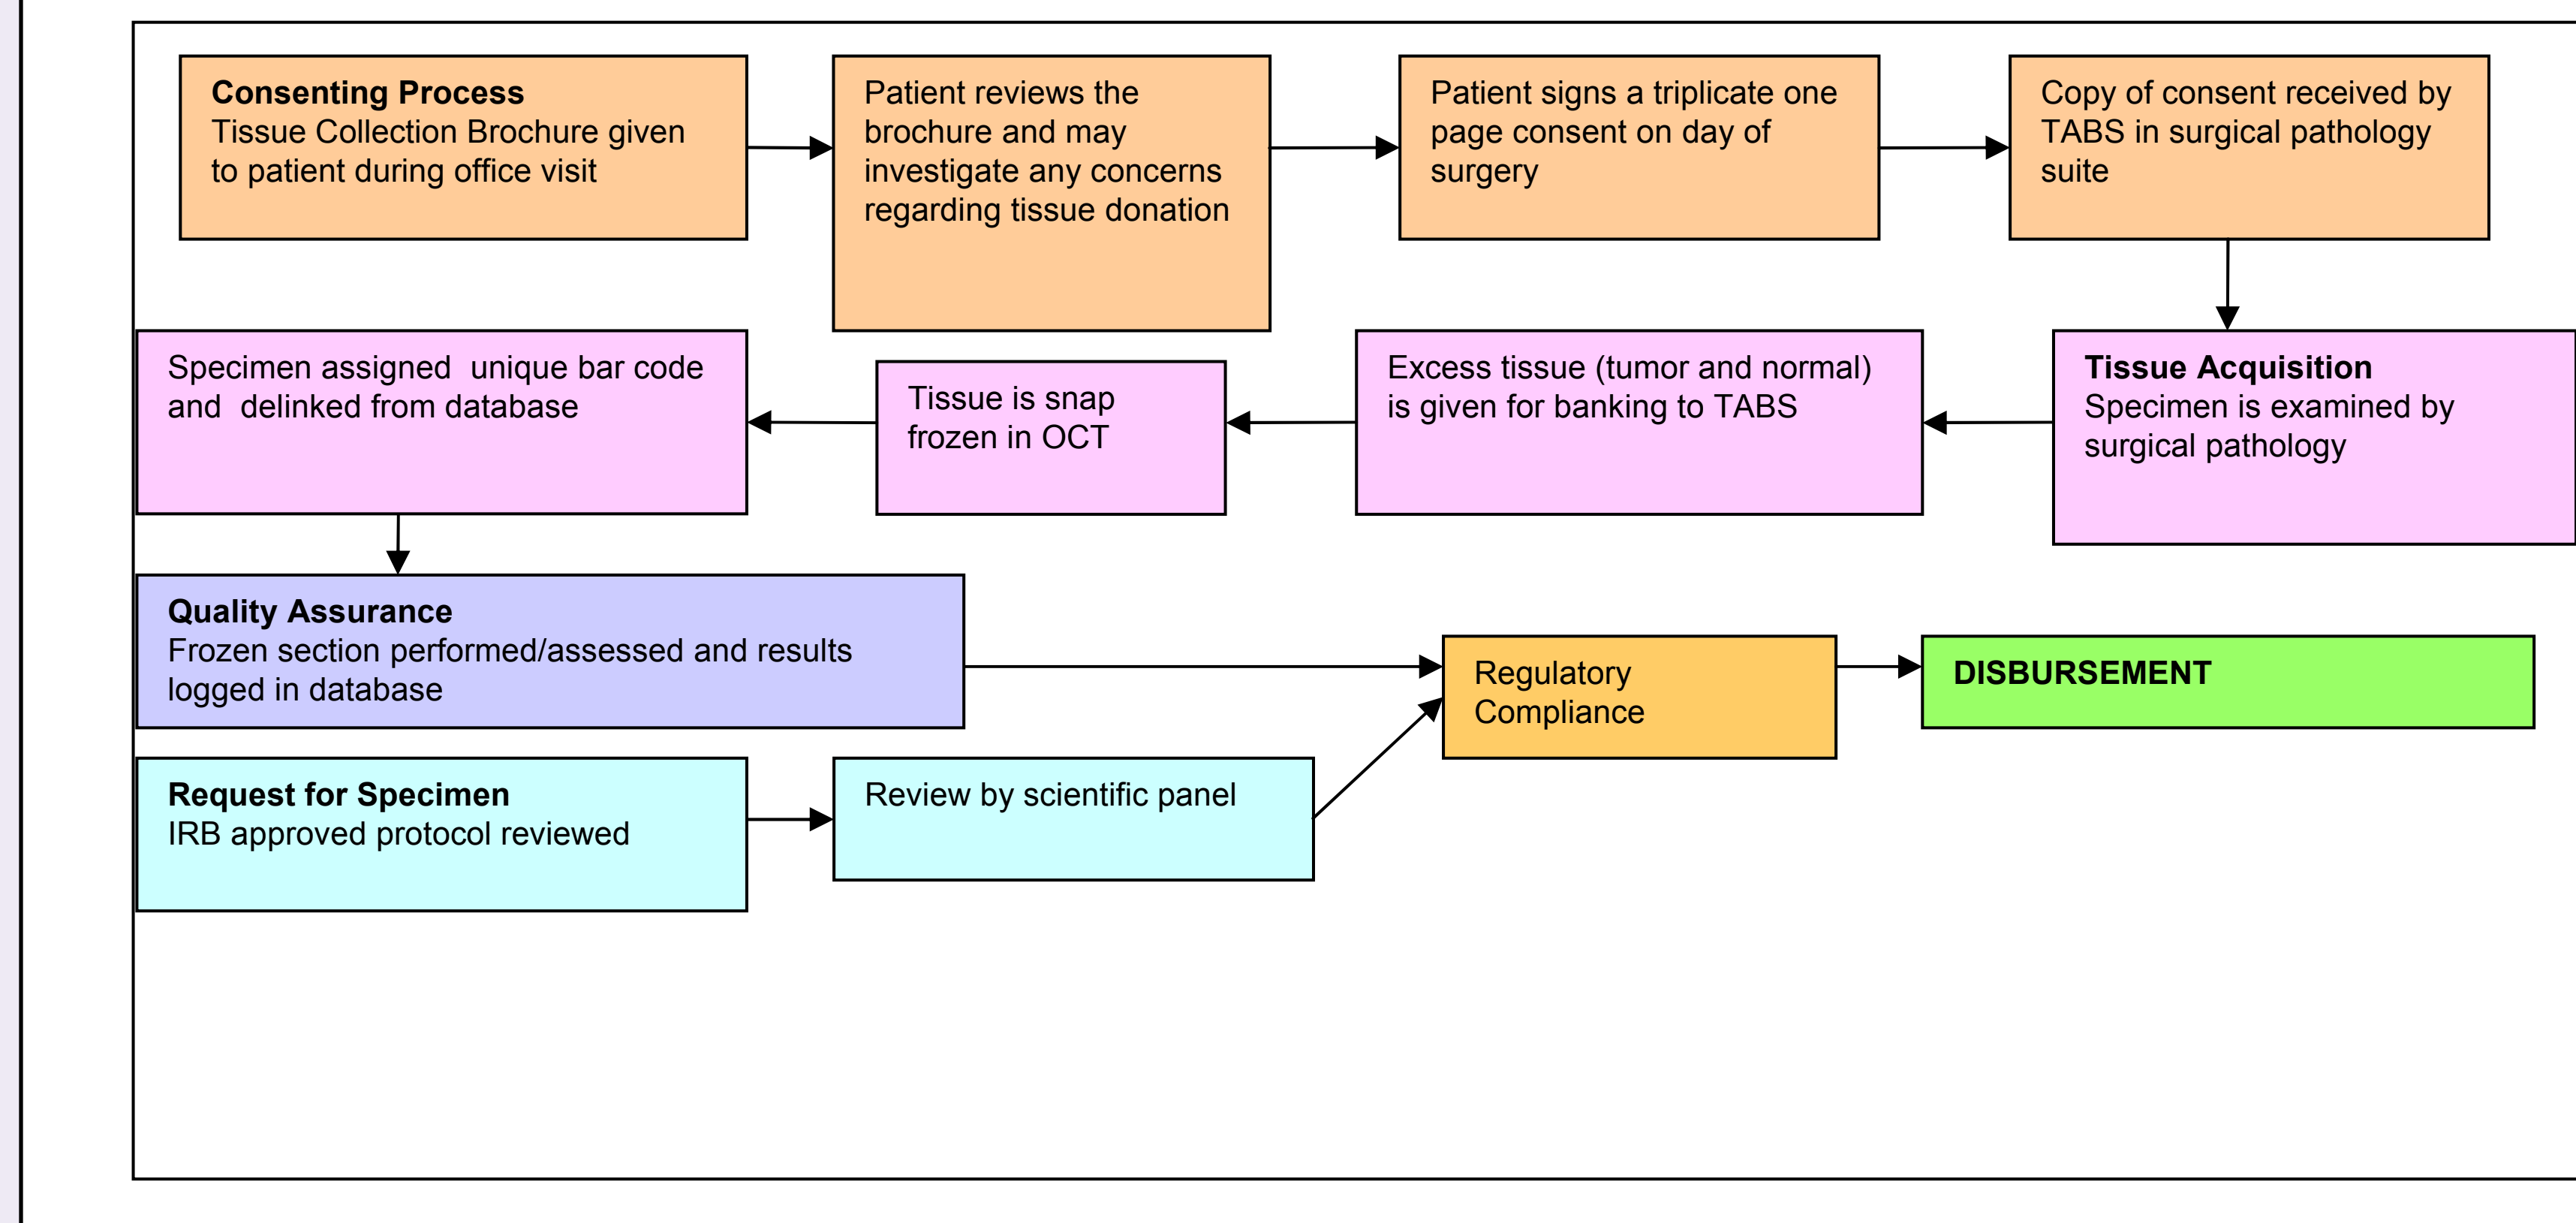 Consenting Process
Tissue Collection Brochure given
to patient during office visit
Patient reviews the
brochure and may
investigate any concerns
regarding tissue donation
Patient signs a triplicate one
page consent on day of
surgery
Copy of consent received by
TABS in surgical pathology
suite
Tissue Acquisition
Specimen is examined by
surgical pathology
Excess tissue (tumor and normal)
is given for banking to TABS
Tissue is snap
frozen in OCT
Specimen assigned  unique bar code
and  delinked from database
Quality Assurance
Frozen section performed/assessed and results
logged in database
Request for Specimen
IRB approved protocol reviewed
Review by scientific panel
Regulatory
Compliance
DISBURSEMENT